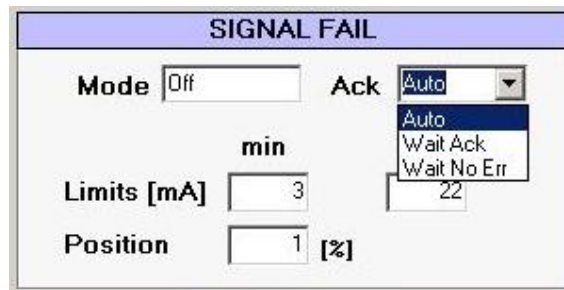 SIGNAL FAIL
Mode Off Ack Auto
Auto
Wait Ack
Wait No Err
min
Limits [mA] 3 22
Position 1 [%]